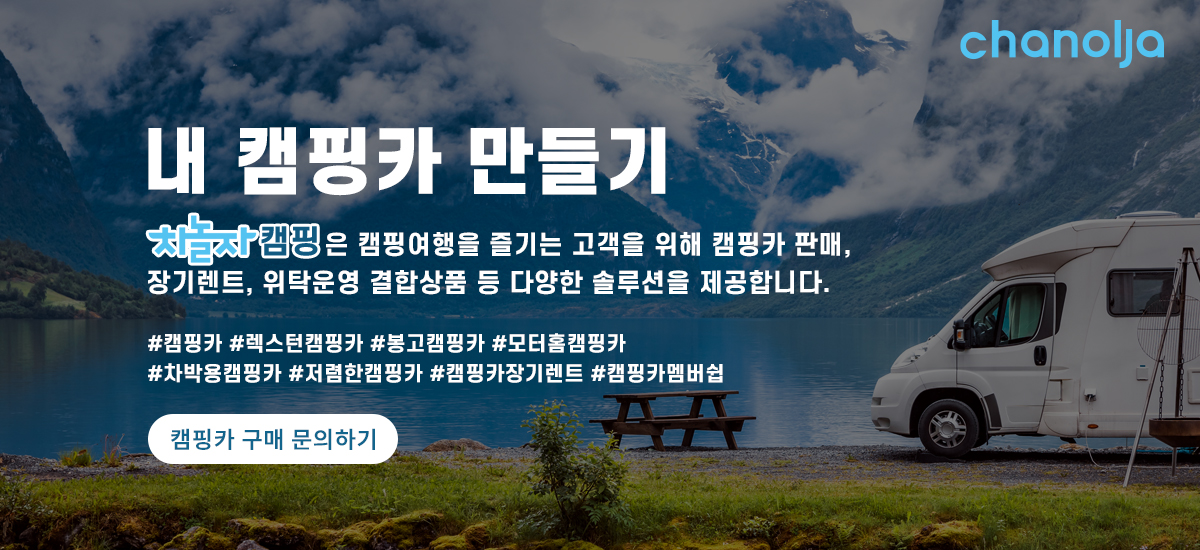 chanolja
내 캠핑카 만들기
차놀자 캠핑은 캠핑여행을 즐기는 고객을 위해 캠핑카 판매,
장기렌트, 위탁운영 결합상품 등 다양한 솔루션을 제공합니다.
#캠핑카 #렉스턴캠핑카 #봉고캠핑카 #모터홈캠핑카
#차박용캠핑카 #저렴한캠핑카 #캠핑카장기렌트 #캠핑카멤버쉽
캠핑카 구매 문의하기